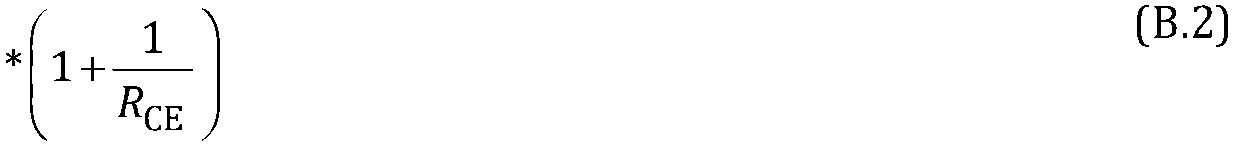 *(1 + 1/R_CE) (B.2)